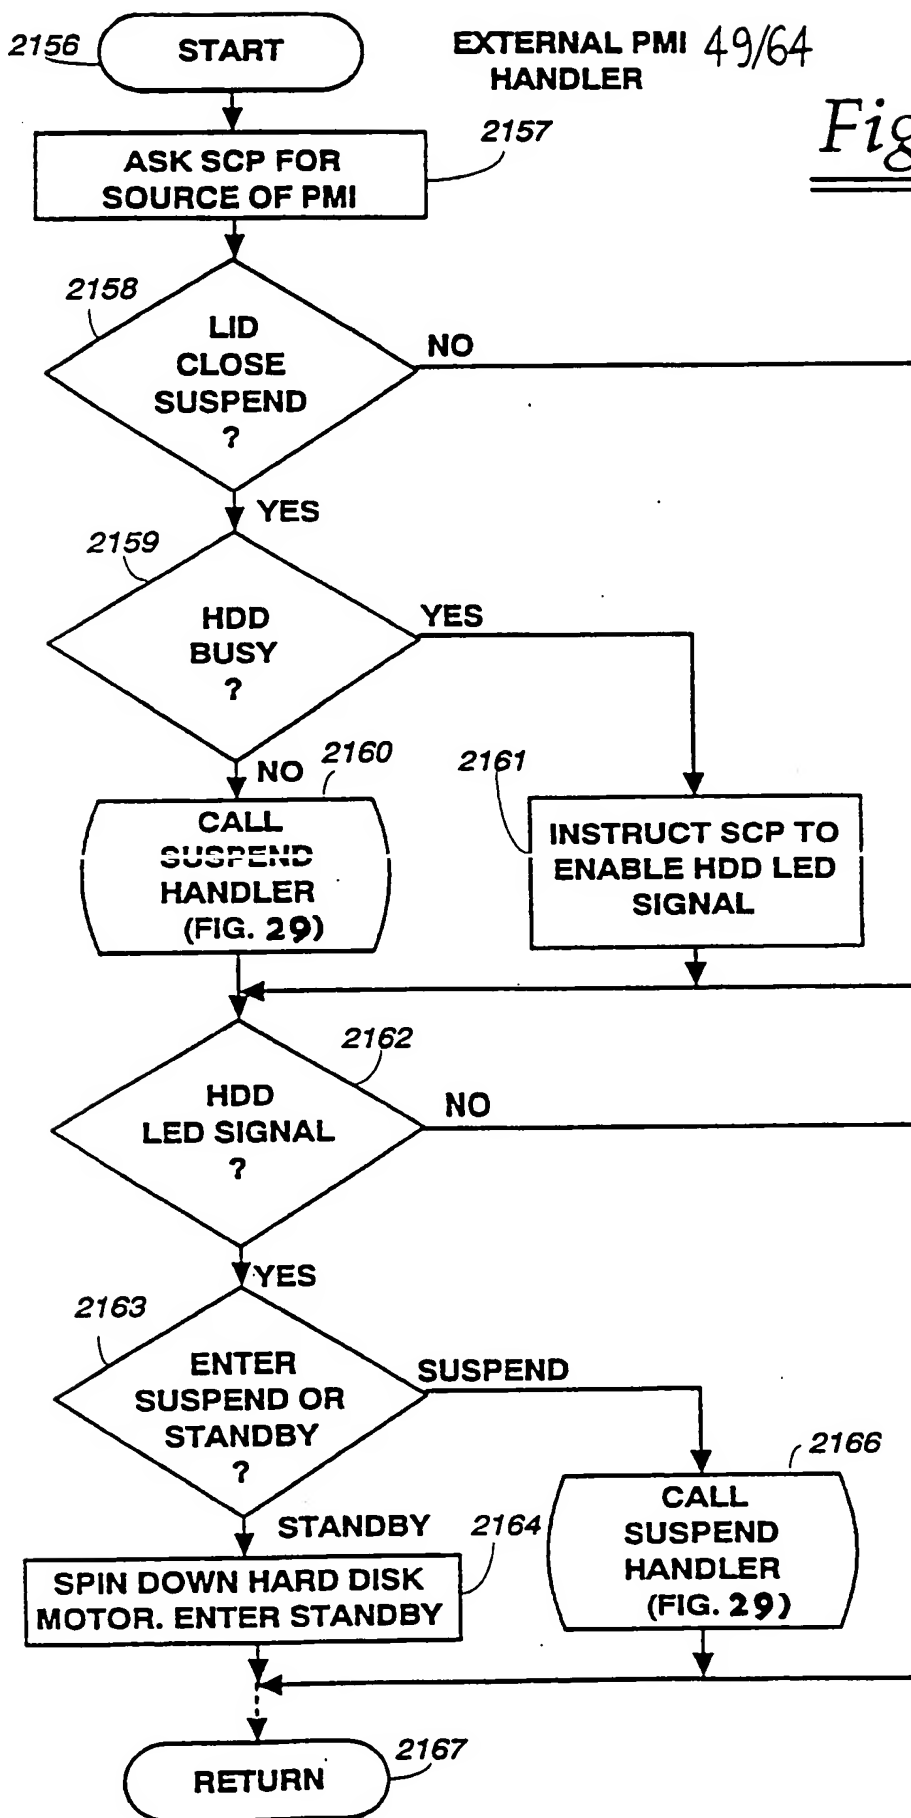 2156
START
EXTERNAL PMI
HANDLER
49/64
Fig
2157
ASK SCP FOR
SOURCE OF PMI
2158
LID
CLOSE
SUSPEND
?
NO
YES
2159
HDD
BUSY
?
YES
NO
2160
CALL
SUSPEND
HANDLER
(FIG. 29)
2161
INSTRUCT SCP TO
ENABLE HDD LED
SIGNAL
2162
HDD
LED SIGNAL
?
NO
YES
2163
ENTER
SUSPEND OR
STANDBY
?
SUSPEND
STANDBY
2164
SPIN DOWN HARD DISK
MOTOR. ENTER STANDBY
2166
CALL
SUSPEND
HANDLER
(FIG. 29)
RETURN
2167